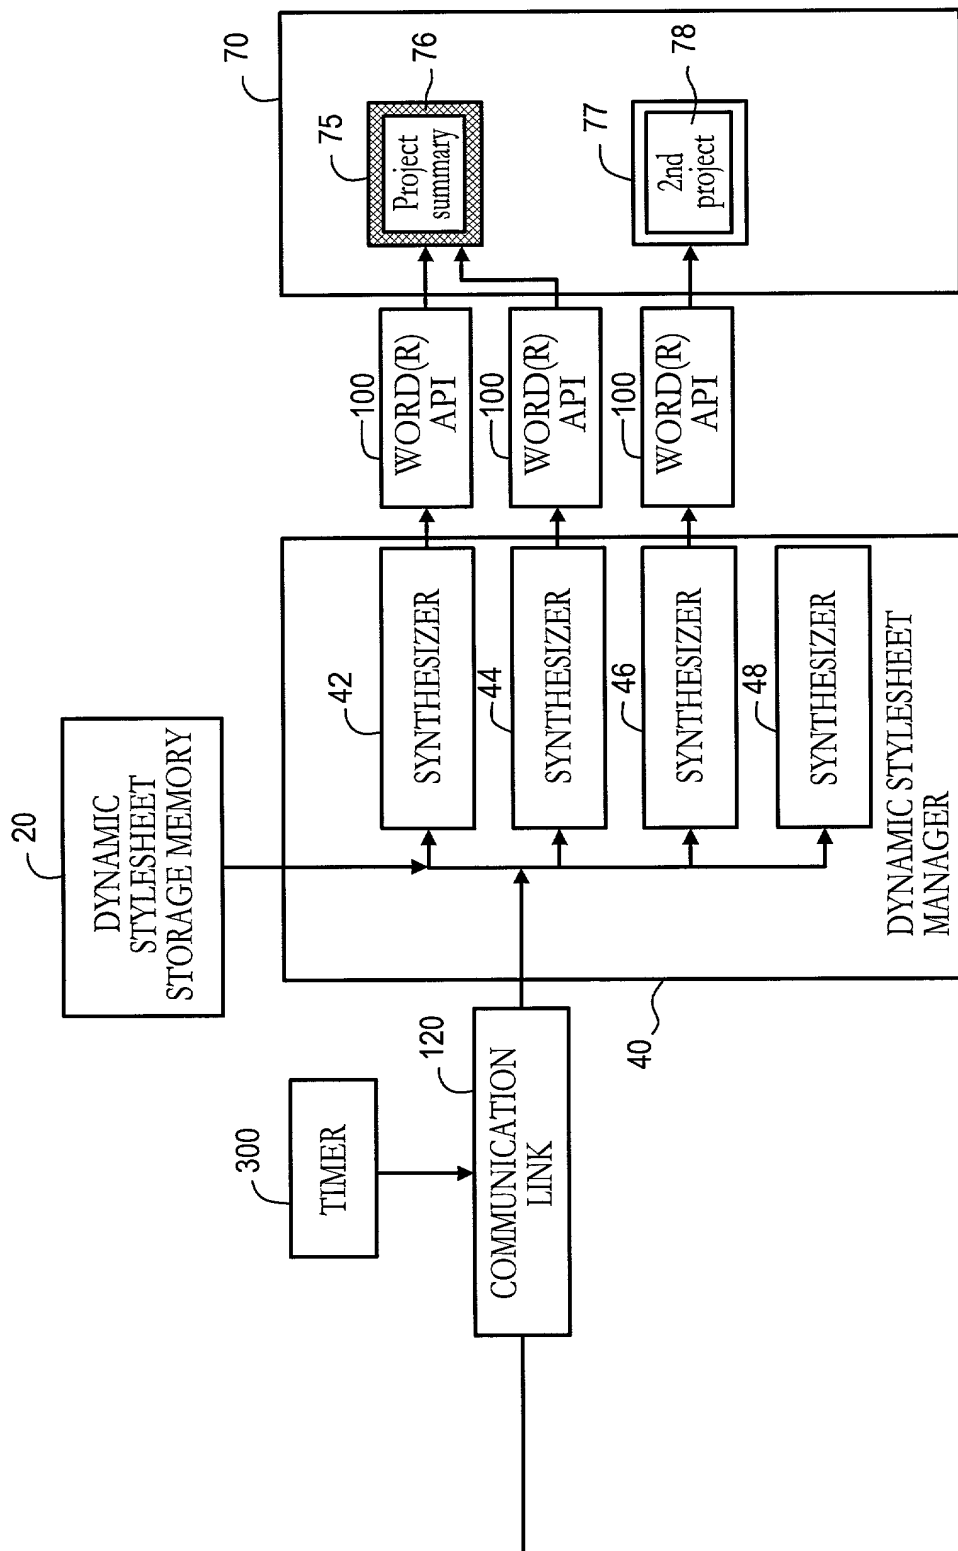 20
DYNAMIC
STYLESHEET
STORAGE MEMORY
300
TIMER
120
COMMUNICATION
LINK
40
42
SYNTHESIZER
44
SYNTHESIZER
46
SYNTHESIZER
48
SYNTHESIZER
DYNAMIC STYLESHEET
MANAGER
100
WORD(R)
API
100
WORD(R)
API
100
WORD(R)
API
70
75
76
Project
summary
77
78
2nd
project